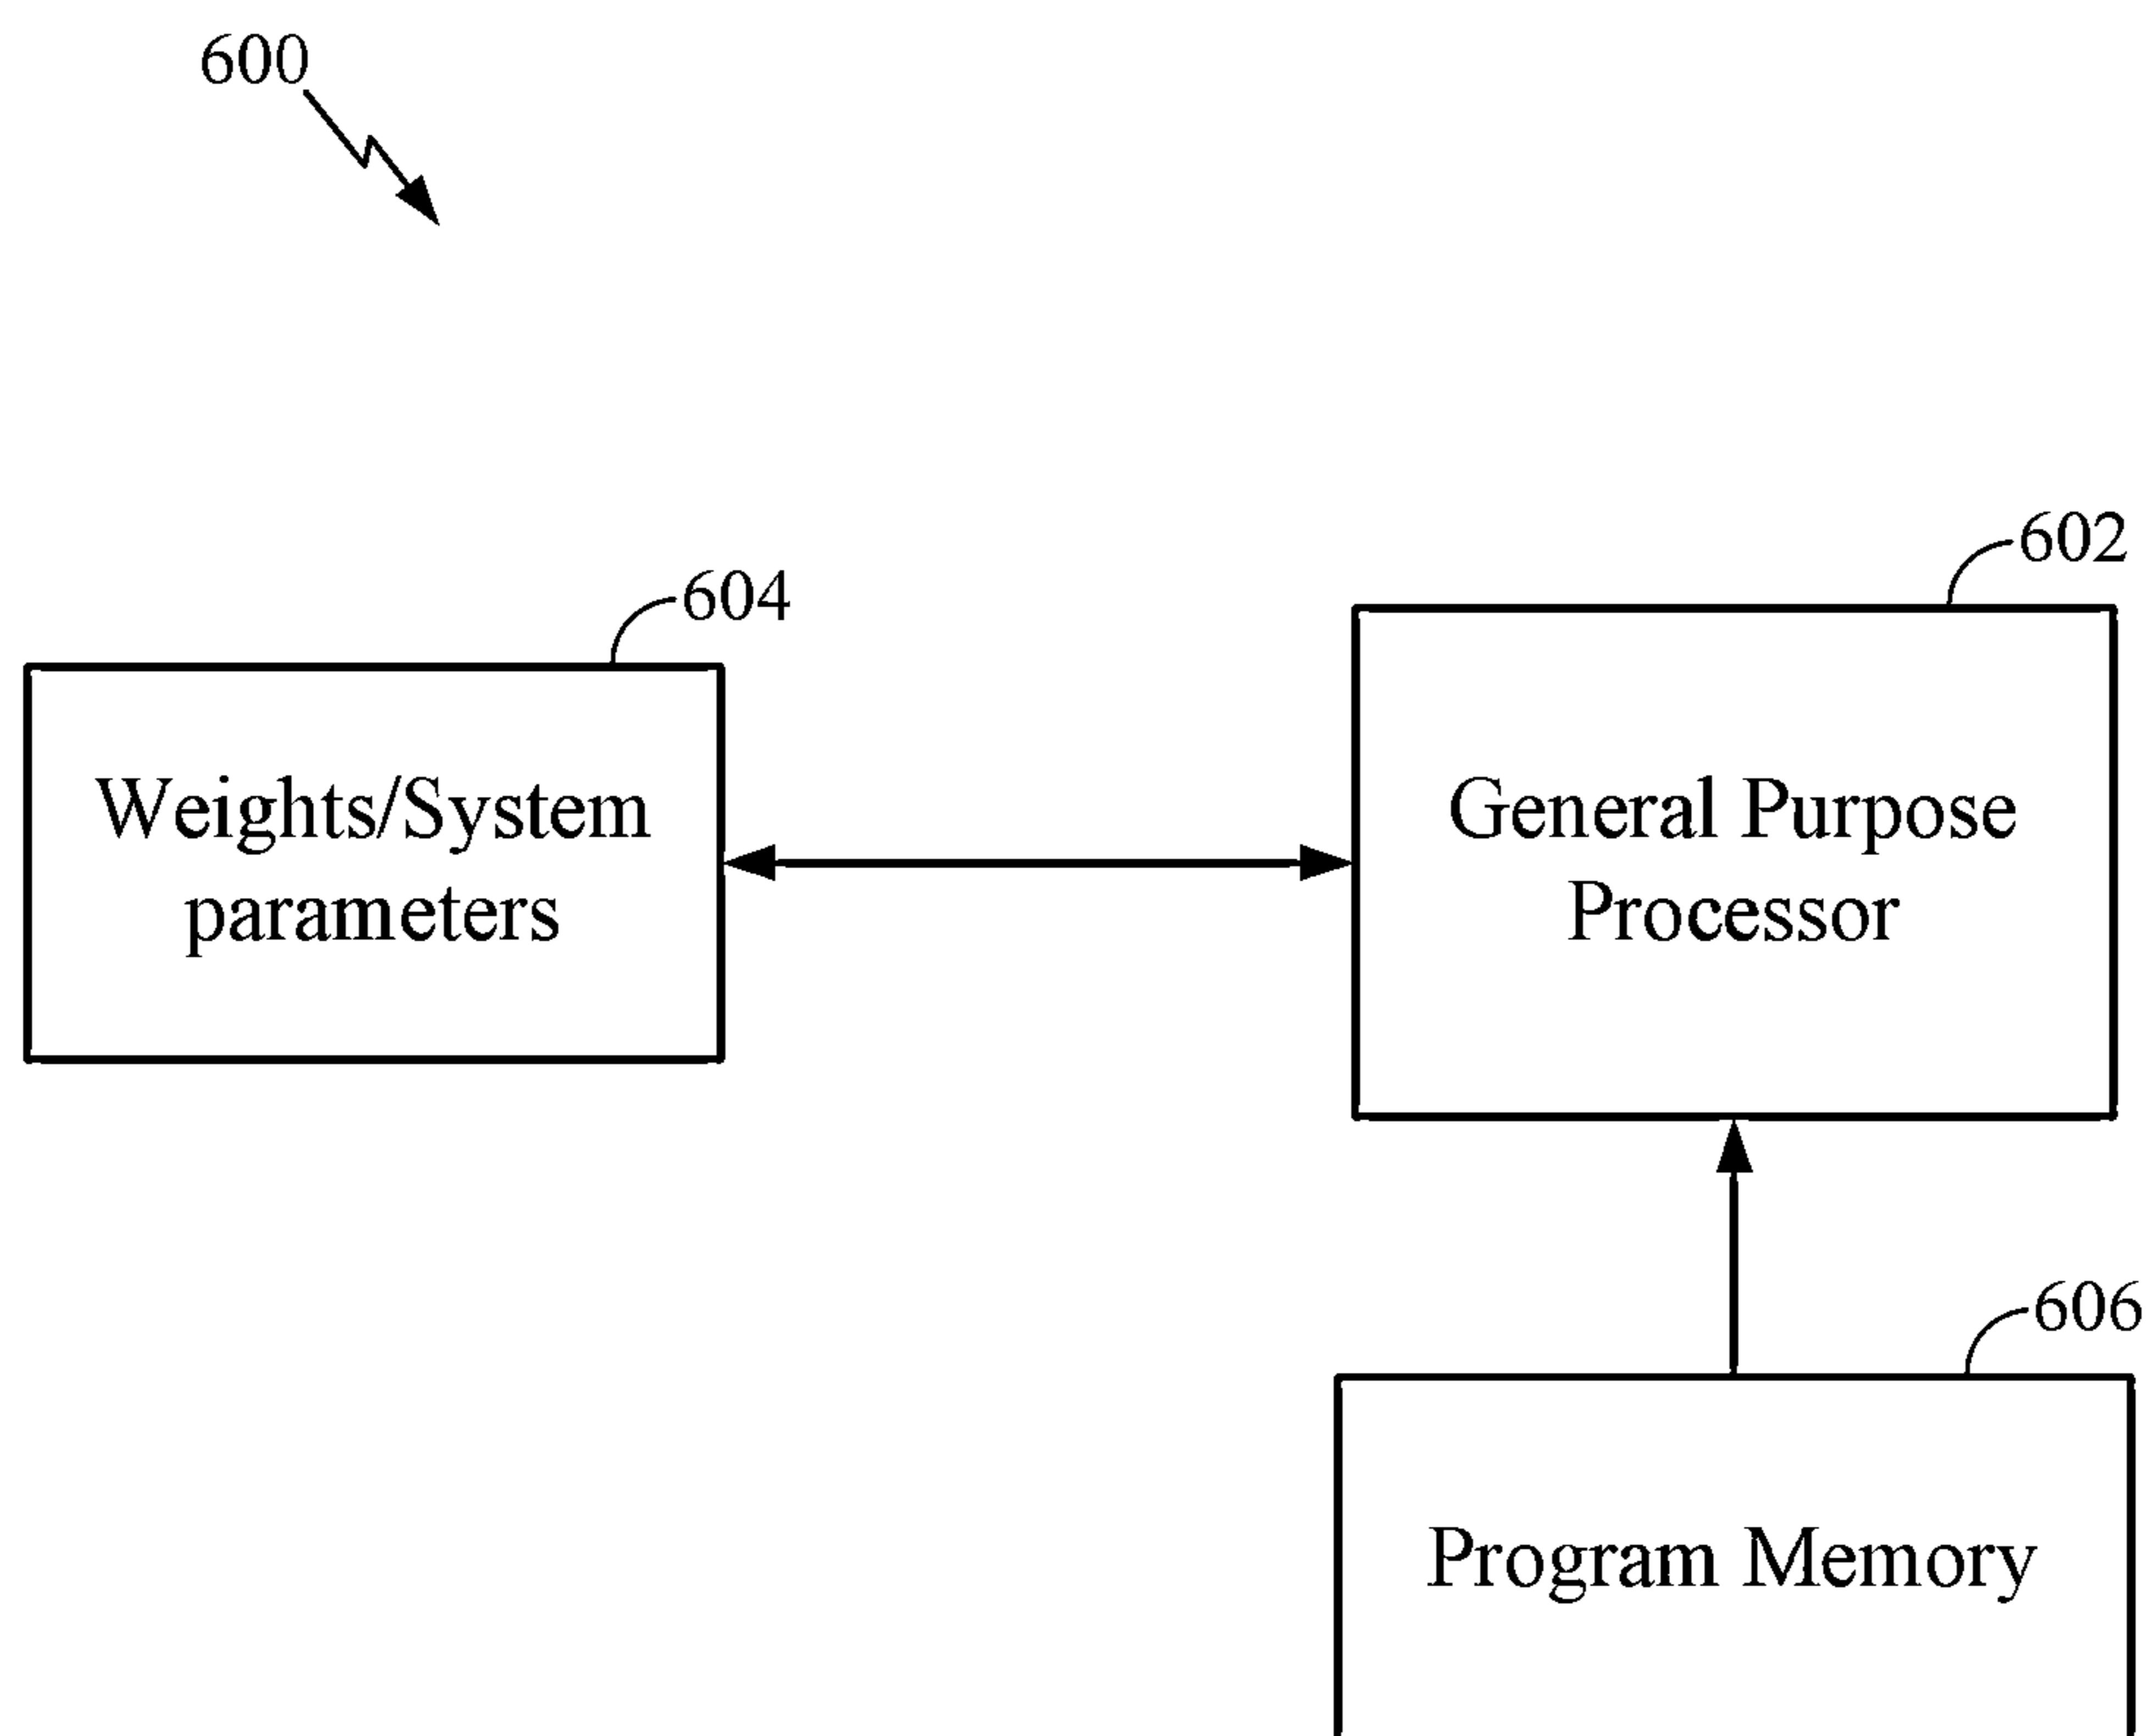 600
602
604
Weights/System
parameters
General Purpose
Processor
606
Program Memory